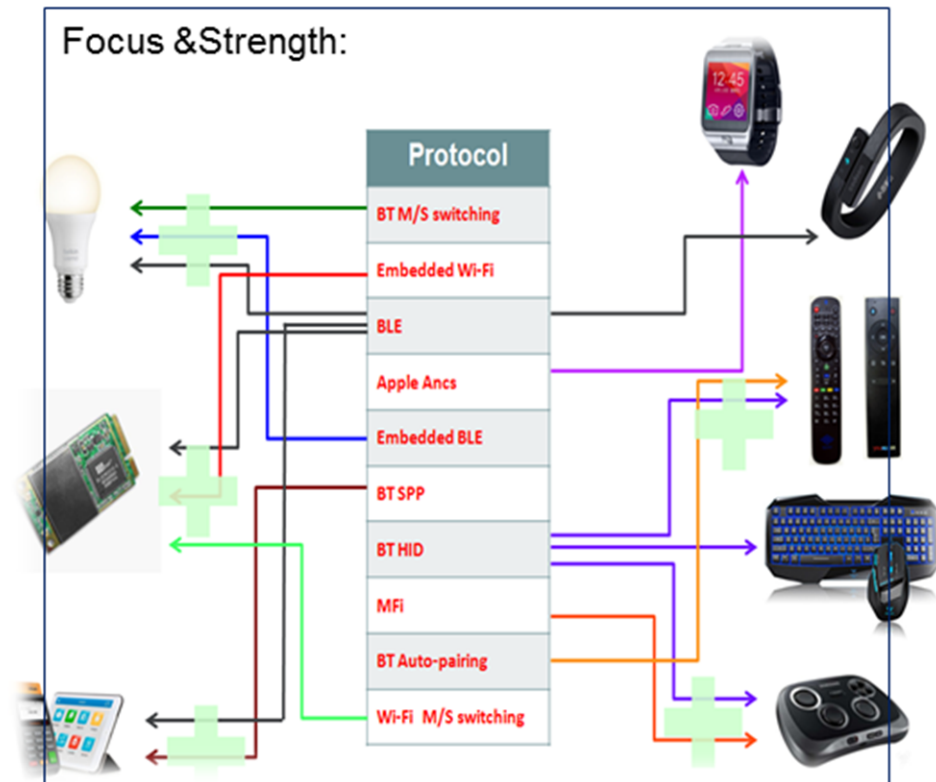 Focus &Strength:
12:45
Protocol
BT M/S switching
Embedded Wi-Fi
BLE
Apple Ancs
Embedded BLE
BT SPP
BT HID
MFi
BT Auto-pairing
Wi-Fi M/S switching